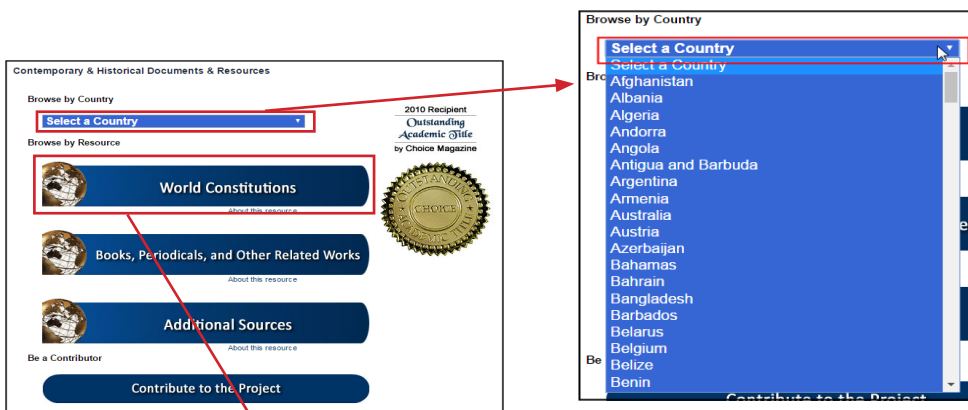 Contemporary & Historical Documents & Resources
Browse by Country
Select a Country
Browse by Resource
World Constitutions
About this resource
Books, Periodicals, and Other Related Works
About this resource
Additional Sources
About this resource
Be a Contributor
Contribute to the Project
2010 Recipient
Outstanding
Academic Title
by Choice Magazine
OUTSTANDING
CHOICE
ACADEMIC TITLE
Browse by Country
Select a Country
Select a Country
Bro
Afghanistan
Albania
Algeria
Andorra
Angola
Antigua and Barbuda
Argentina
Armenia
Australia
Austria
Azerbaijan
Bahamas
Bahrain
Bangladesh
Barbados
Belarus
Belgium
Be
Belize
Benin
Contribute to the Project